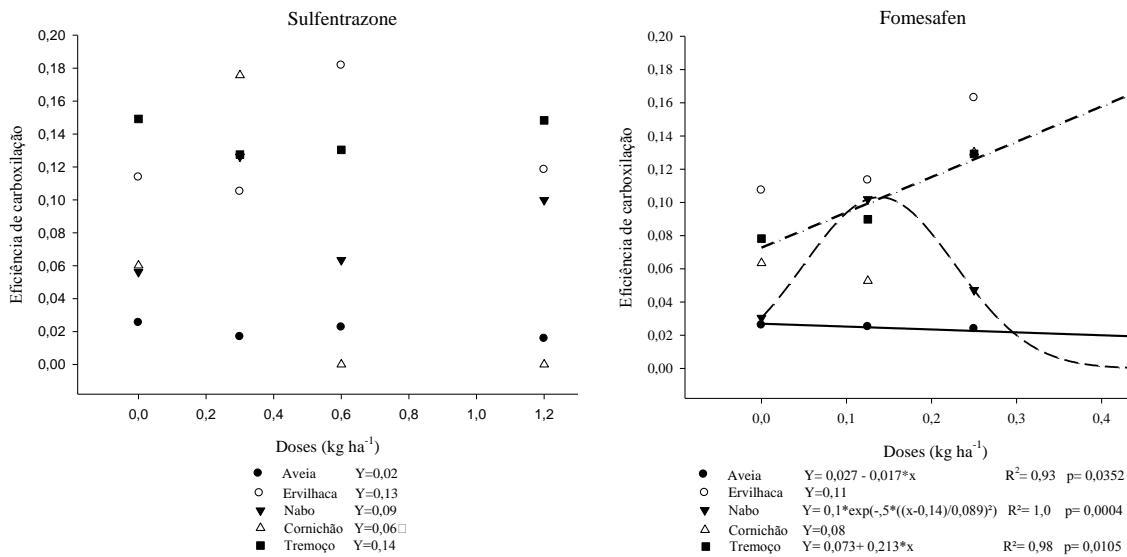 Sulfentrazone
0,20
0,18
0,16
0,14
0,12
0,10
0,08
0,06
0,04
0,02
0,00
Eficiência de carboxilação
0,0 0,2 0,4 0,6 0,8 1,0 1,2
Doses (kg ha⁻¹)
Aveia Y=0,02
Ervilhaca Y=0,13
Nabo Y=0,09
Cornichão Y=0,06□
Tremoço Y=0,14
Fomesafen
0,20
0,18
0,16
0,14
0,12
0,10
0,08
0,06
0,04
0,02
0,00
Eficiência de carboxilação
0,0 0,1 0,2 0,3 0,4
Doses (kg ha⁻¹)
Aveia Y= 0,027 - 0,017*x R²= 0,93 p= 0,0352
Ervilhaca Y=0,11
Nabo Y= 0,1*exp(-,5*((x-0,14)/0,089)²) R²= 1,0 p= 0,0004
Cornichão Y=0,08
Tremoço Y= 0,073+ 0,213*x R²= 0,98 p= 0,0105